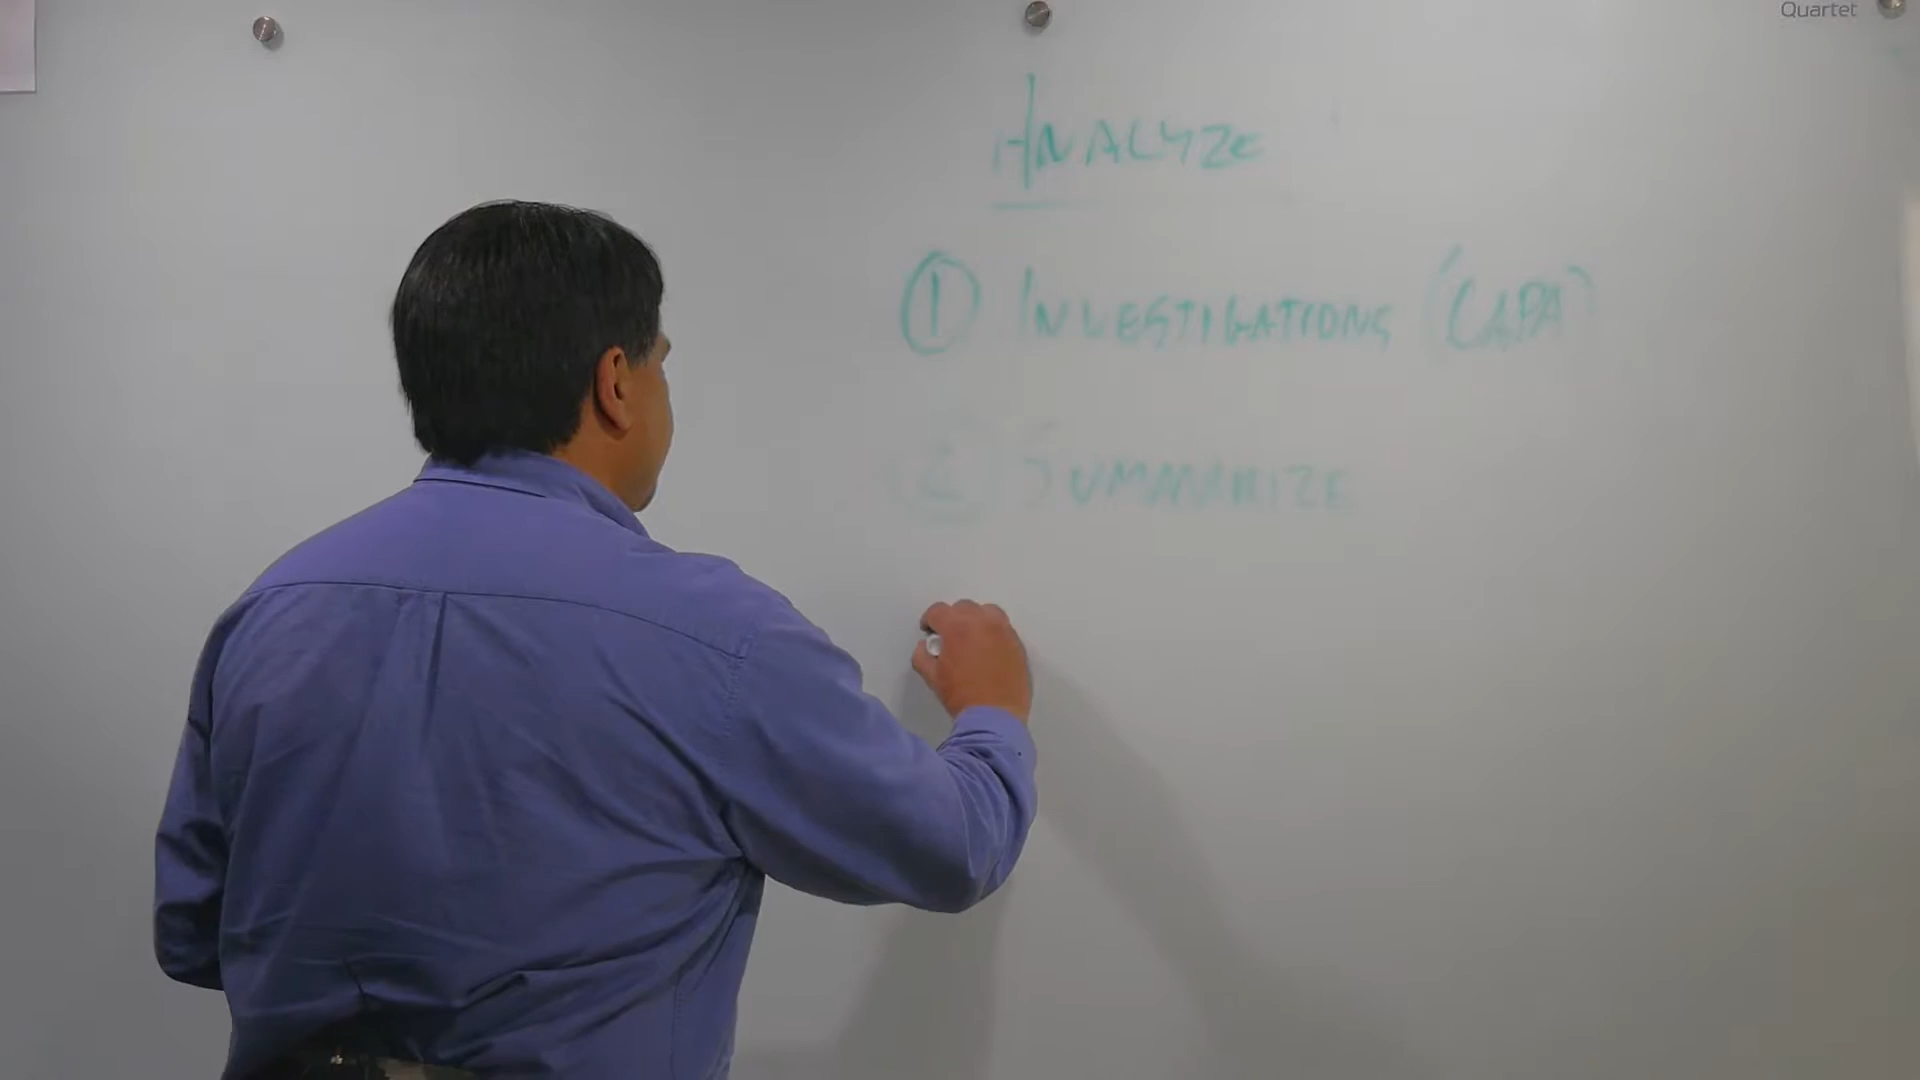 Quartet
ANALYZE
① INVESTIGATIONS (CAPA)
② SUMMARIZE